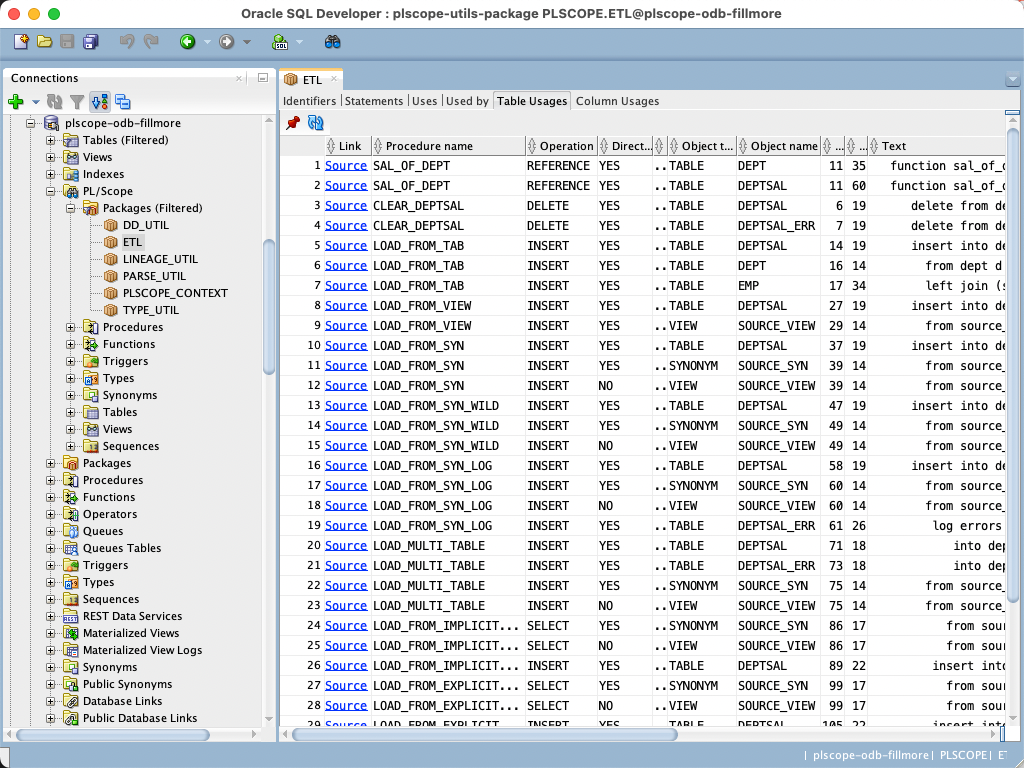 Oracle SQL Developer : plscope-utils-package PLSCOPE.ETL@plscope-odb-fillmore
Connections
plscope-odb-fillmore
Tables (Filtered)
Views
Indexes
PL/Scope
Packages (Filtered)
DD_UTIL
ETL
LINEAGE_UTIL
PARSE_UTIL
PLSCOPE_CONTEXT
TYPE_UTIL
Procedures
Functions
Triggers
Types
Synonyms
Tables
Views
Sequences
Packages
Procedures
Functions
Operators
Queues
Queues Tables
Triggers
Types
Sequences
REST Data Services
Materialized Views
Materialized View Logs
Synonyms
Public Synonyms
Database Links
Public Database Links
ETL
Identifiers | Statements | Uses | Used by | Table Usages | Column Usages
Link Procedure name Operation Direct... Object t... Object name ... ... Text
1 Source SAL_OF_DEPT REFERENCE YES ..TABLE DEPT 11 35 function sal_of_
2 Source SAL_OF_DEPT REFERENCE YES ..TABLE DEPTSAL 11 60 function sal_of_
3 Source CLEAR_DEPTSAL DELETE YES ..TABLE DEPTSAL 6 19 delete from de
4 Source CLEAR_DEPTSAL DELETE YES ..TABLE DEPTSAL_ERR 7 19 delete from de
5 Source LOAD_FROM_TAB INSERT YES ..TABLE DEPTSAL 14 19 insert into de
6 Source LOAD_FROM_TAB INSERT YES ..TABLE DEPT 16 14 from dept d
7 Source LOAD_FROM_TAB INSERT YES ..TABLE EMP 17 34 left join (
8 Source LOAD_FROM_VIEW INSERT YES ..TABLE DEPTSAL 27 19 insert into de
9 Source LOAD_FROM_VIEW INSERT YES ..VIEW SOURCE_VIEW 29 14 from source_
10 Source LOAD_FROM_SYN INSERT YES ..TABLE DEPTSAL 37 19 insert into de
11 Source LOAD_FROM_SYN INSERT YES ..SYNONYM SOURCE_SYN 39 14 from source_
12 Source LOAD_FROM_SYN INSERT NO ..VIEW SOURCE_VIEW 39 14 from source_
13 Source LOAD_FROM_SYN_WILD INSERT YES ..TABLE DEPTSAL 47 19 insert into de
14 Source LOAD_FROM_SYN_WILD INSERT YES ..SYNONYM SOURCE_SYN 49 14 from source_
15 Source LOAD_FROM_SYN_WILD INSERT NO ..VIEW SOURCE_VIEW 49 14 from source_
16 Source LOAD_FROM_SYN_LOG INSERT YES ..TABLE DEPTSAL 58 19 insert into de
17 Source LOAD_FROM_SYN_LOG INSERT YES ..SYNONYM SOURCE_SYN 60 14 from source_
18 Source LOAD_FROM_SYN_LOG INSERT NO ..VIEW SOURCE_VIEW 60 14 from source_
19 Source LOAD_FROM_SYN_LOG INSERT YES ..TABLE DEPTSAL_ERR 61 26 log errors
20 Source LOAD_MULTI_TABLE INSERT YES ..TABLE DEPTSAL 71 18 into dep
21 Source LOAD_MULTI_TABLE INSERT YES ..TABLE DEPTSAL_ERR 73 18 into dep
22 Source LOAD_MULTI_TABLE INSERT YES ..SYNONYM SOURCE_SYN 75 14 from source_
23 Source LOAD_MULTI_TABLE INSERT NO ..VIEW SOURCE_VIEW 75 14 from source_
24 Source LOAD_FROM_IMPLICIT... SELECT YES ..SYNONYM SOURCE_SYN 86 17 from sour
25 Source LOAD_FROM_IMPLICIT... SELECT NO ..VIEW SOURCE_VIEW 86 17 from sour
26 Source LOAD_FROM_IMPLICIT... INSERT YES ..TABLE DEPTSAL 89 22 insert into
27 Source LOAD_FROM_EXPLICIT... SELECT YES ..SYNONYM SOURCE_SYN 99 17 from sour
28 Source LOAD_FROM_EXPLICIT... SELECT NO ..VIEW SOURCE_VIEW 99 17 from sour
29 Source LOAD_FROM_EXPLICIT... INSERT YES ..TABLE DEPTSAL 105 22 insert into
| plscope-odb-fillmore | PLSCOPE | ET